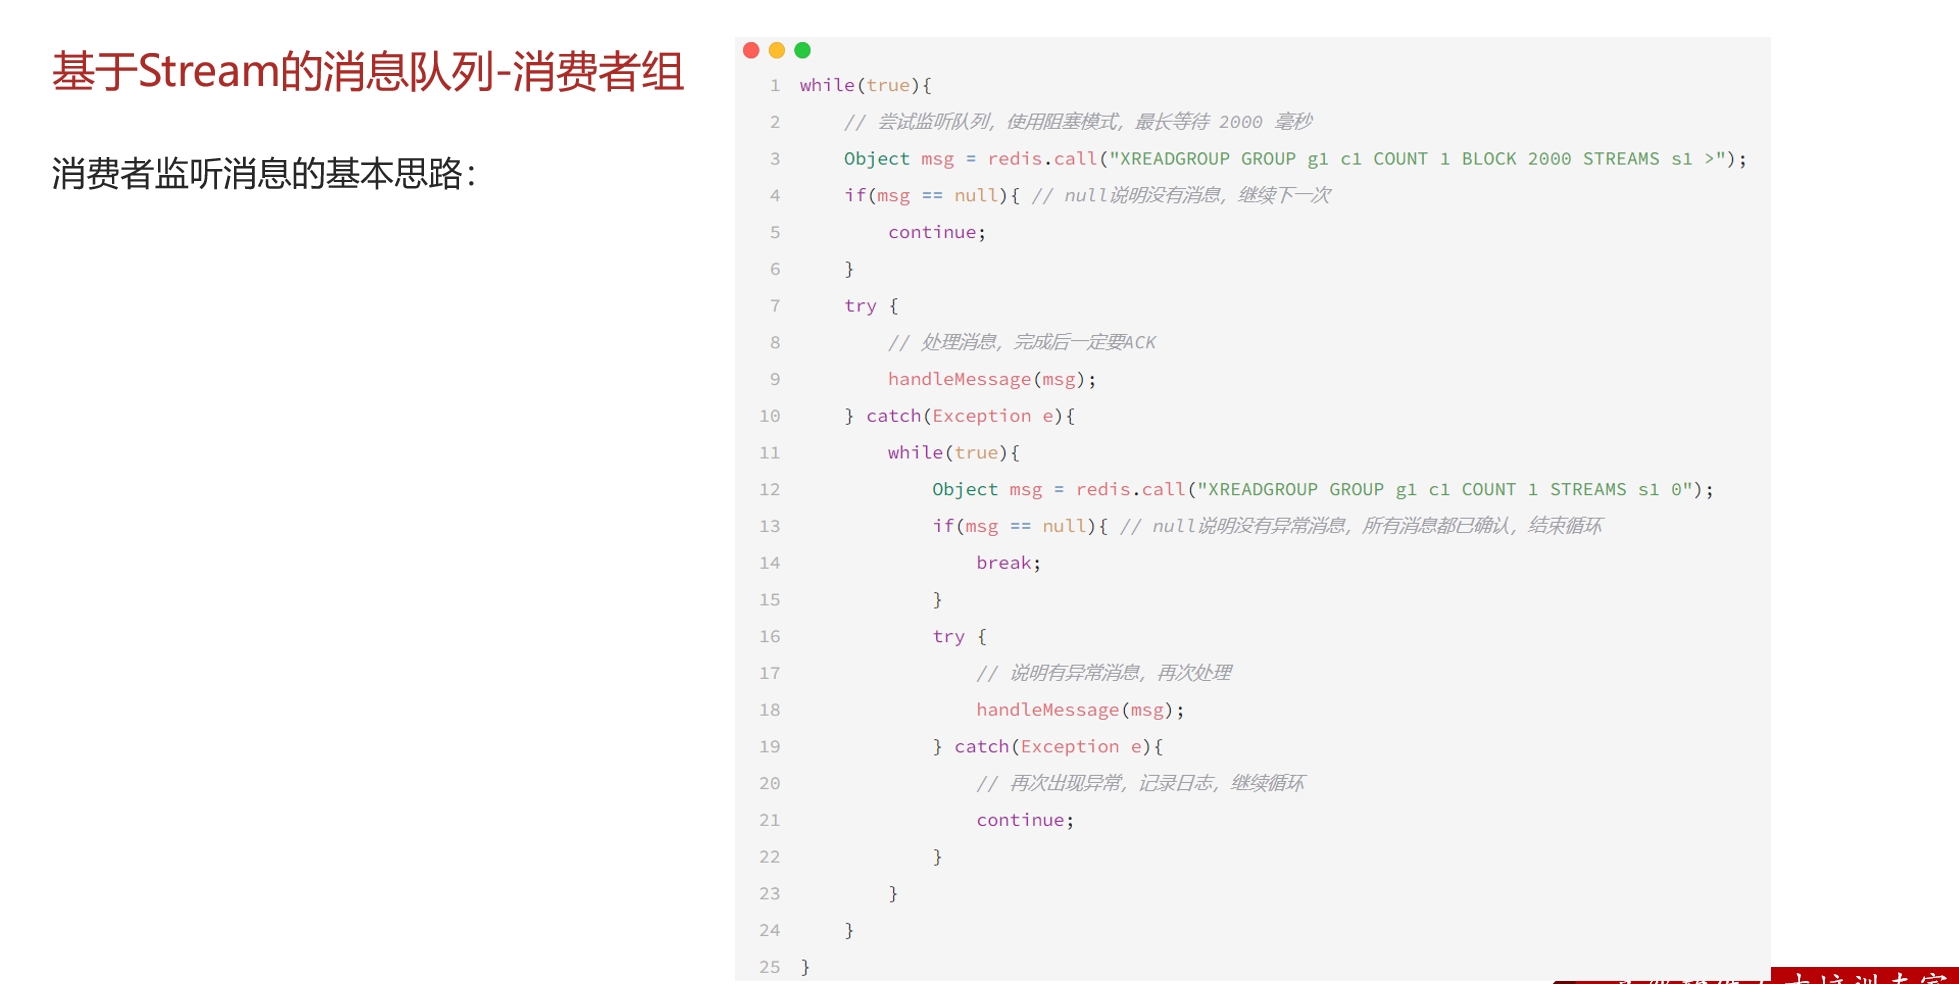 基于Stream的消息队列-消费者组
消费者监听消息的基本思路：
1 while(true){
2 // 尝试监听队列，使用阻塞模式，最长等待 2000 毫秒
3 Object msg = redis.call("XREADGROUP GROUP g1 c1 COUNT 1 BLOCK 2000 STREAMS s1 >");
4 if(msg == null){ // null说明没有消息，继续下一次
5 continue;
6 }
7 try {
8 // 处理消息，完成后一定要ACK
9 handleMessage(msg);
10 } catch(Exception e){
11 while(true){
12 Object msg = redis.call("XREADGROUP GROUP g1 c1 COUNT 1 STREAMS s1 0");
13 if(msg == null){ // null说明没有异常消息，所有消息都已确认，结束循环
14 break;
15 }
16 try {
17 // 说明有异常消息，再次处理
18 handleMessage(msg);
19 } catch(Exception e){
20 // 再次出现异常，记录日志，继续循环
21 continue;
22 }
23 }
24 }
25 }